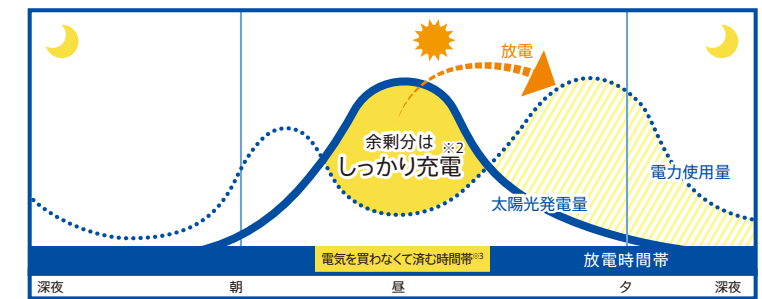 放電
余剰分は
しっかり充電※2
電力使用量
太陽光発電量
電気を買わなくて済む時間帯※3
放電時間帯
深夜 朝 昼 夕 深夜